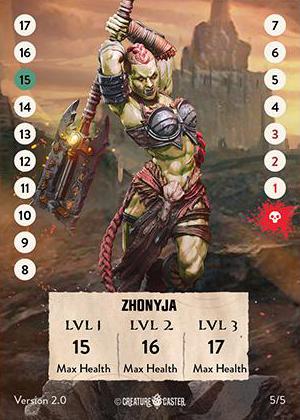 17 7
16 6
15 5
14 4
13 3
12 2
11 1
10
9
8
ZHONYJA
LVL 1 LVL 2 LVL 3
15 16 17
Max Health Max Health Max Health
Version 2.0 © CREATURE CASTER 5/5